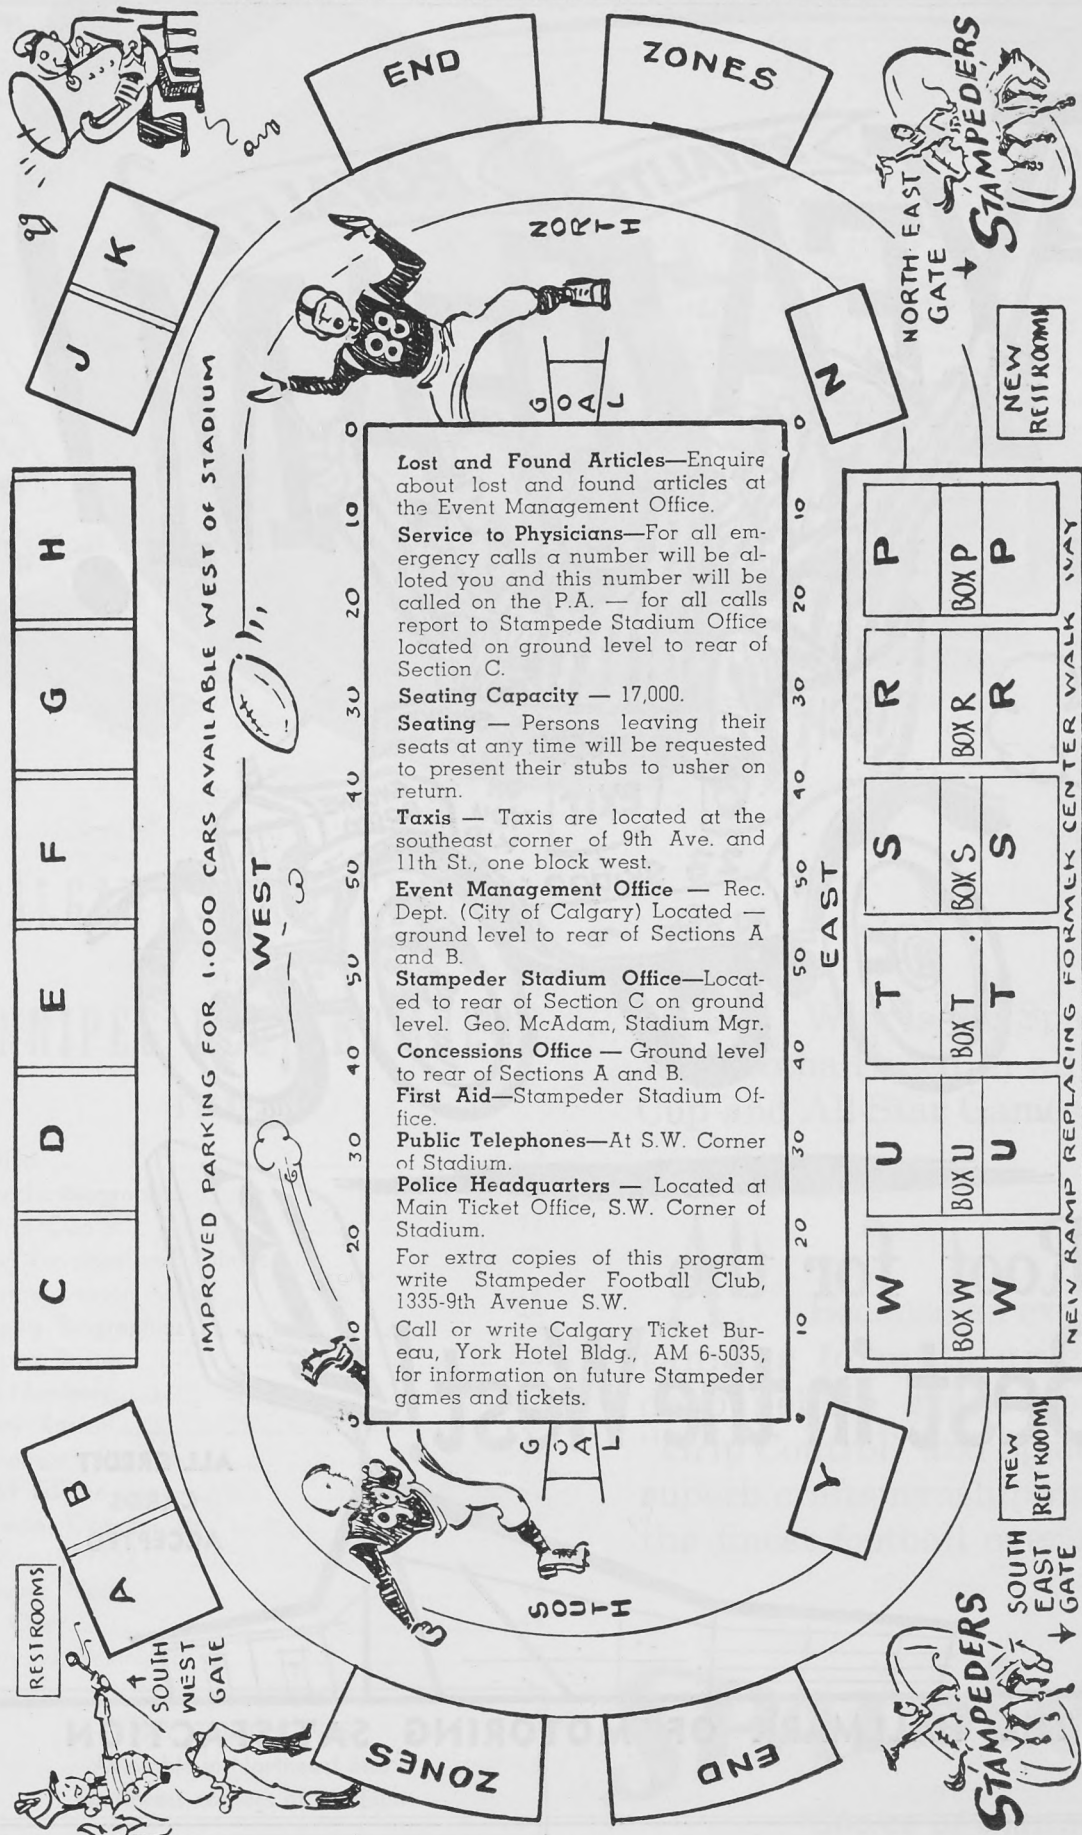 END
ZONES
STAMPEDERS
NORTH EAST
GATE
NEW
RESTROOMS
J
K
NORTH
88
GOAL
N
IMPROVED PARKING FOR 1.000 CARS AVAILABLE WEST OF STADIUM
H
G
F
E
D
C
WEST
0
10
20
30
40
50
50
40
30
20
10
0
Lost and Found Articles—Enquire
about lost and found articles at
the Event Management Office.
Service to Physicians—For all em-
ergency calls a number will be al-
loted you and this number will be
called on the P.A. — for all calls
report to Stampede Stadium Office
located on ground level to rear of
Section C.
Seating Capacity — 17,000.
Seating — Persons leaving their
seats at any time will be requested
to present their stubs to usher on
return.
Taxis — Taxis are located at the
southeast corner of 9th Ave. and
11th St., one block west.
Event Management Office — Rec.
Dept. (City of Calgary) Located —
ground level to rear of Sections A
and B.
Stampeder Stadium Office—Locat-
ed to rear of Section C on ground
level. Geo. McAdam, Stadium Mgr.
Concessions Office — Ground level
to rear of Sections A and B.
First Aid—Stampeder Stadium Of-
fice.
Public Telephones—At S.W. Corner
of Stadium.
Police Headquarters — Located at
Main Ticket Office, S.W. Corner of
Stadium.
For extra copies of this program
write Stampeder Football Club,
1335-9th Avenue S.W.
Call or write Calgary Ticket Bur-
eau, York Hotel Bldg., AM 6-5035,
for information on future Stampeder
games and tickets.
0
10
20
30
40
50
50
40
30
20
10
0
EAST
P
BOX P
P
R
BOX R
R
S
BOX S
S
T
BOX T
T
U
BOX U
U
W
BOX W
W
NEW RAMP REPLACING FORMER CENTER WALK WAY
GOAL
SOUTH
B
A
Y
RESTROOMS
SOUTH
WEST
GATE
NEW
RESTROOMS
SOUTH
EAST
GATE
STAMPEDERS
ZONES
END